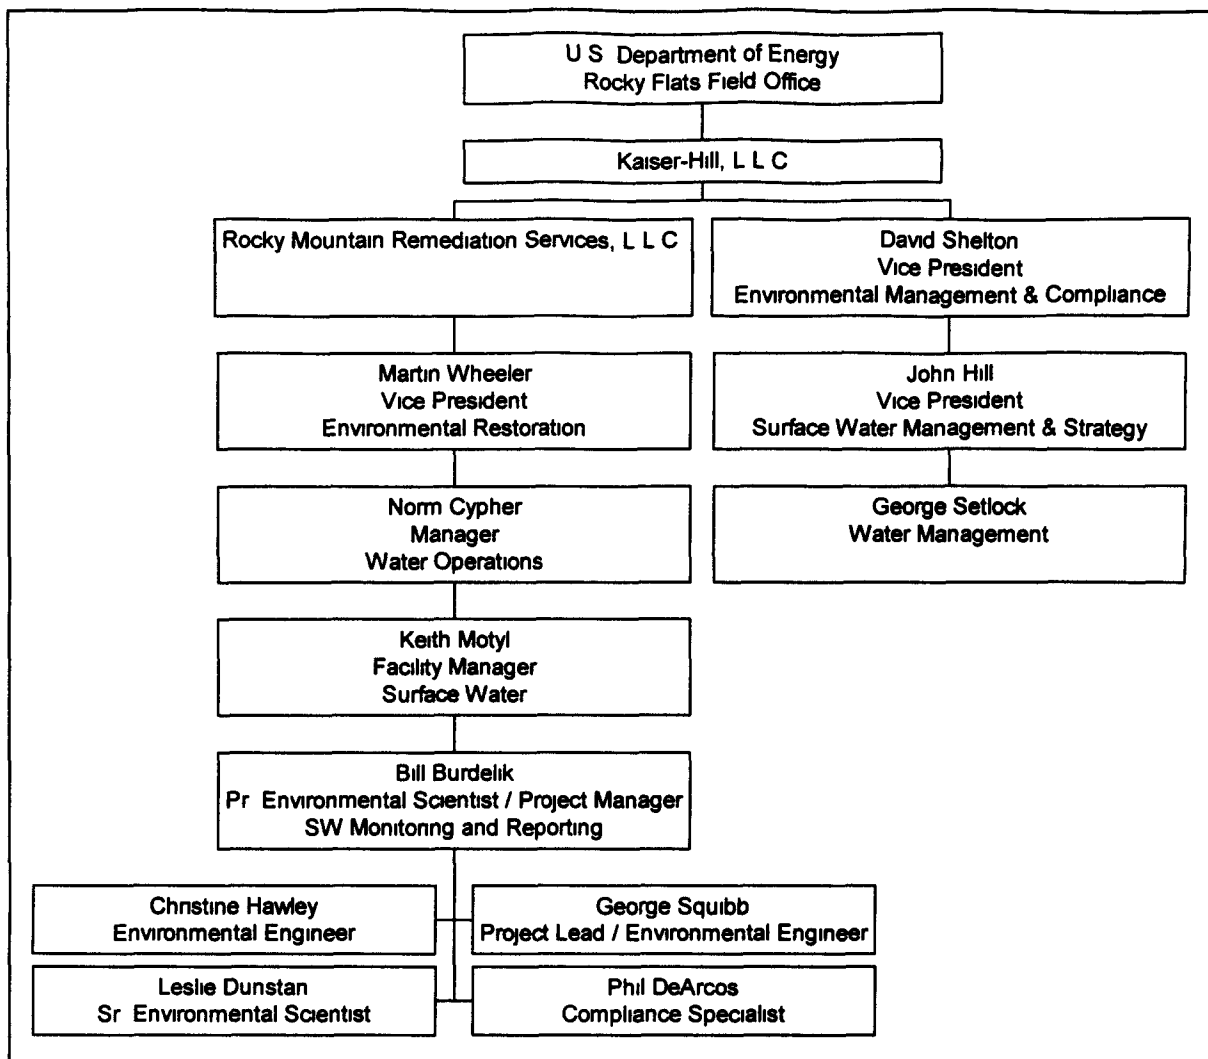 U S Department of Energy
Rocky Flats Field Office
Kaiser-Hill, L L C
Rocky Mountain Remediation Services, L L C
David Shelton
Vice President
Environmental Management & Compliance
Martin Wheeler
Vice President
Environmental Restoration
John Hill
Vice President
Surface Water Management & Strategy
Norm Cypher
Manager
Water Operations
George Setlock
Water Management
Keith Motyl
Facility Manager
Surface Water
Bill Burdelik
Pr Environmental Scientist / Project Manager
SW Monitoring and Reporting
Christine Hawley
Environmental Engineer
George Squibb
Project Lead / Environmental Engineer
Leslie Dunstan
Sr Environmental Scientist
Phil DeArcos
Compliance Specialist